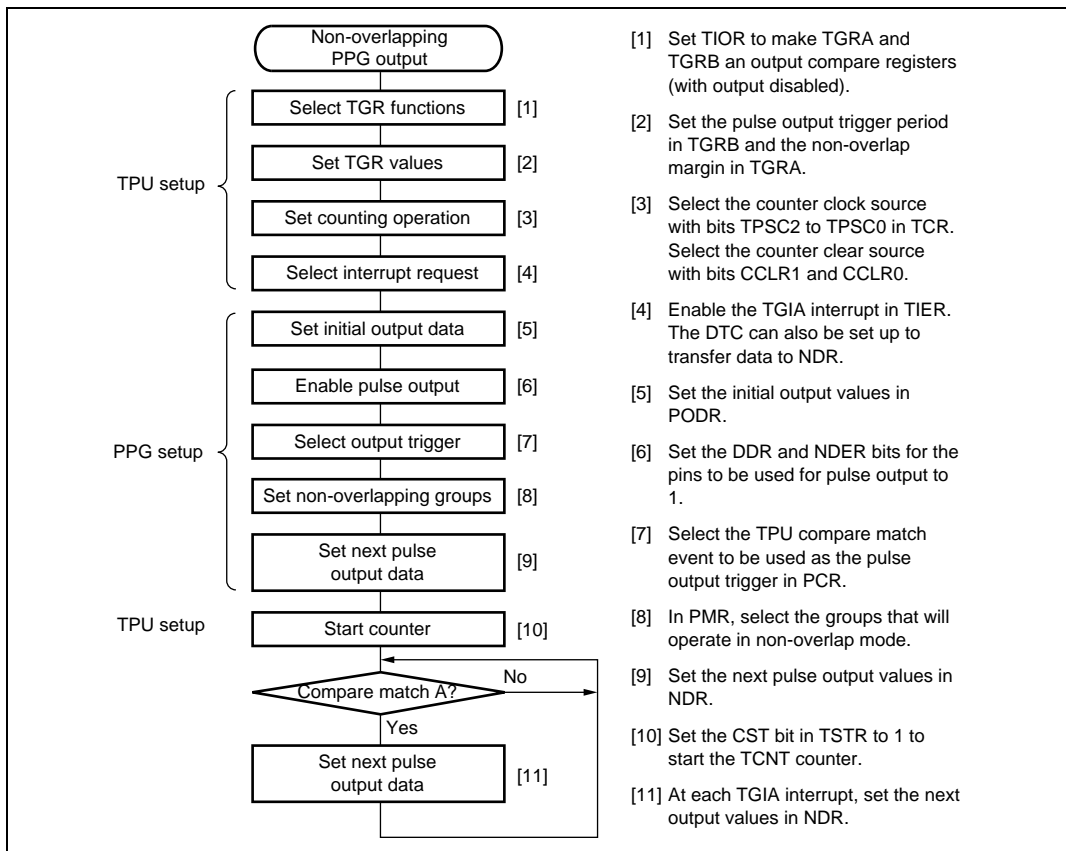 Non-overlapping
PPG output
TPU setup
Select TGR functions [1]
Set TGR values [2]
Set counting operation [3]
Select interrupt request [4]
PPG setup
Set initial output data [5]
Enable pulse output [6]
Select output trigger [7]
Set non-overlapping groups [8]
Set next pulse
output data [9]
TPU setup
Start counter [10]
Compare match A?
No
Yes
Set next pulse
output data [11]
[1] Set TIOR to make TGRA and
TGRB an output compare registers
(with output disabled).
[2] Set the pulse output trigger period
in TGRB and the non-overlap
margin in TGRA.
[3] Select the counter clock source
with bits TPSC2 to TPSC0 in TCR.
Select the counter clear source
with bits CCLR1 and CCLR0.
[4] Enable the TGIA interrupt in TIER.
The DTC can also be set up to
transfer data to NDR.
[5] Set the initial output values in
PODR.
[6] Set the DDR and NDER bits for the
pins to be used for pulse output to
1.
[7] Select the TPU compare match
event to be used as the pulse
output trigger in PCR.
[8] In PMR, select the groups that will
operate in non-overlap mode.
[9] Set the next pulse output values in
NDR.
[10] Set the CST bit in TSTR to 1 to
start the TCNT counter.
[11] At each TGIA interrupt, set the next
output values in NDR.